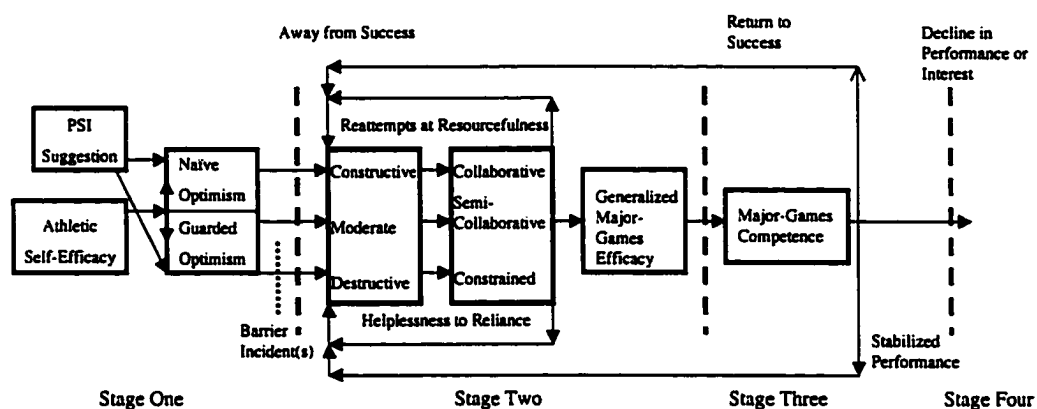 Away from Success
Return to
Success
Decline in
Performance or
Interest
PSI
Suggestion
Athletic
Self-Efficacy
Naïve
Optimism
Guarded
Optimism
Barrier
Incident(s)
Reattempts at Resourcefulness
Constructive
Moderate
Destructive
Collaborative
Semi-
Collaborative
Constrained
Helplessness to Reliance
Generalized
Major-
Games
Efficacy
Major-Games
Competence
Stabilized
Performance
Stage One
Stage Two
Stage Three
Stage Four